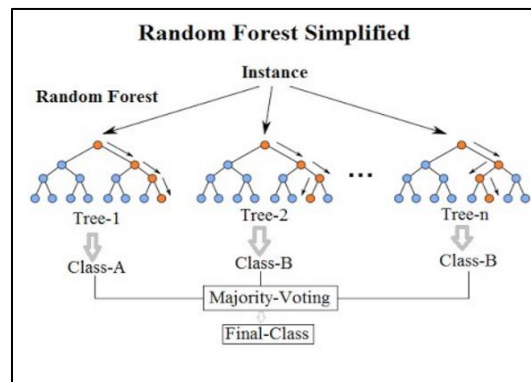 Random Forest Simplified
Instance
Random Forest
...
Tree-1 Tree-2 Tree-n
Class-A Class-B Class-B
Majority-Voting
Final-Class